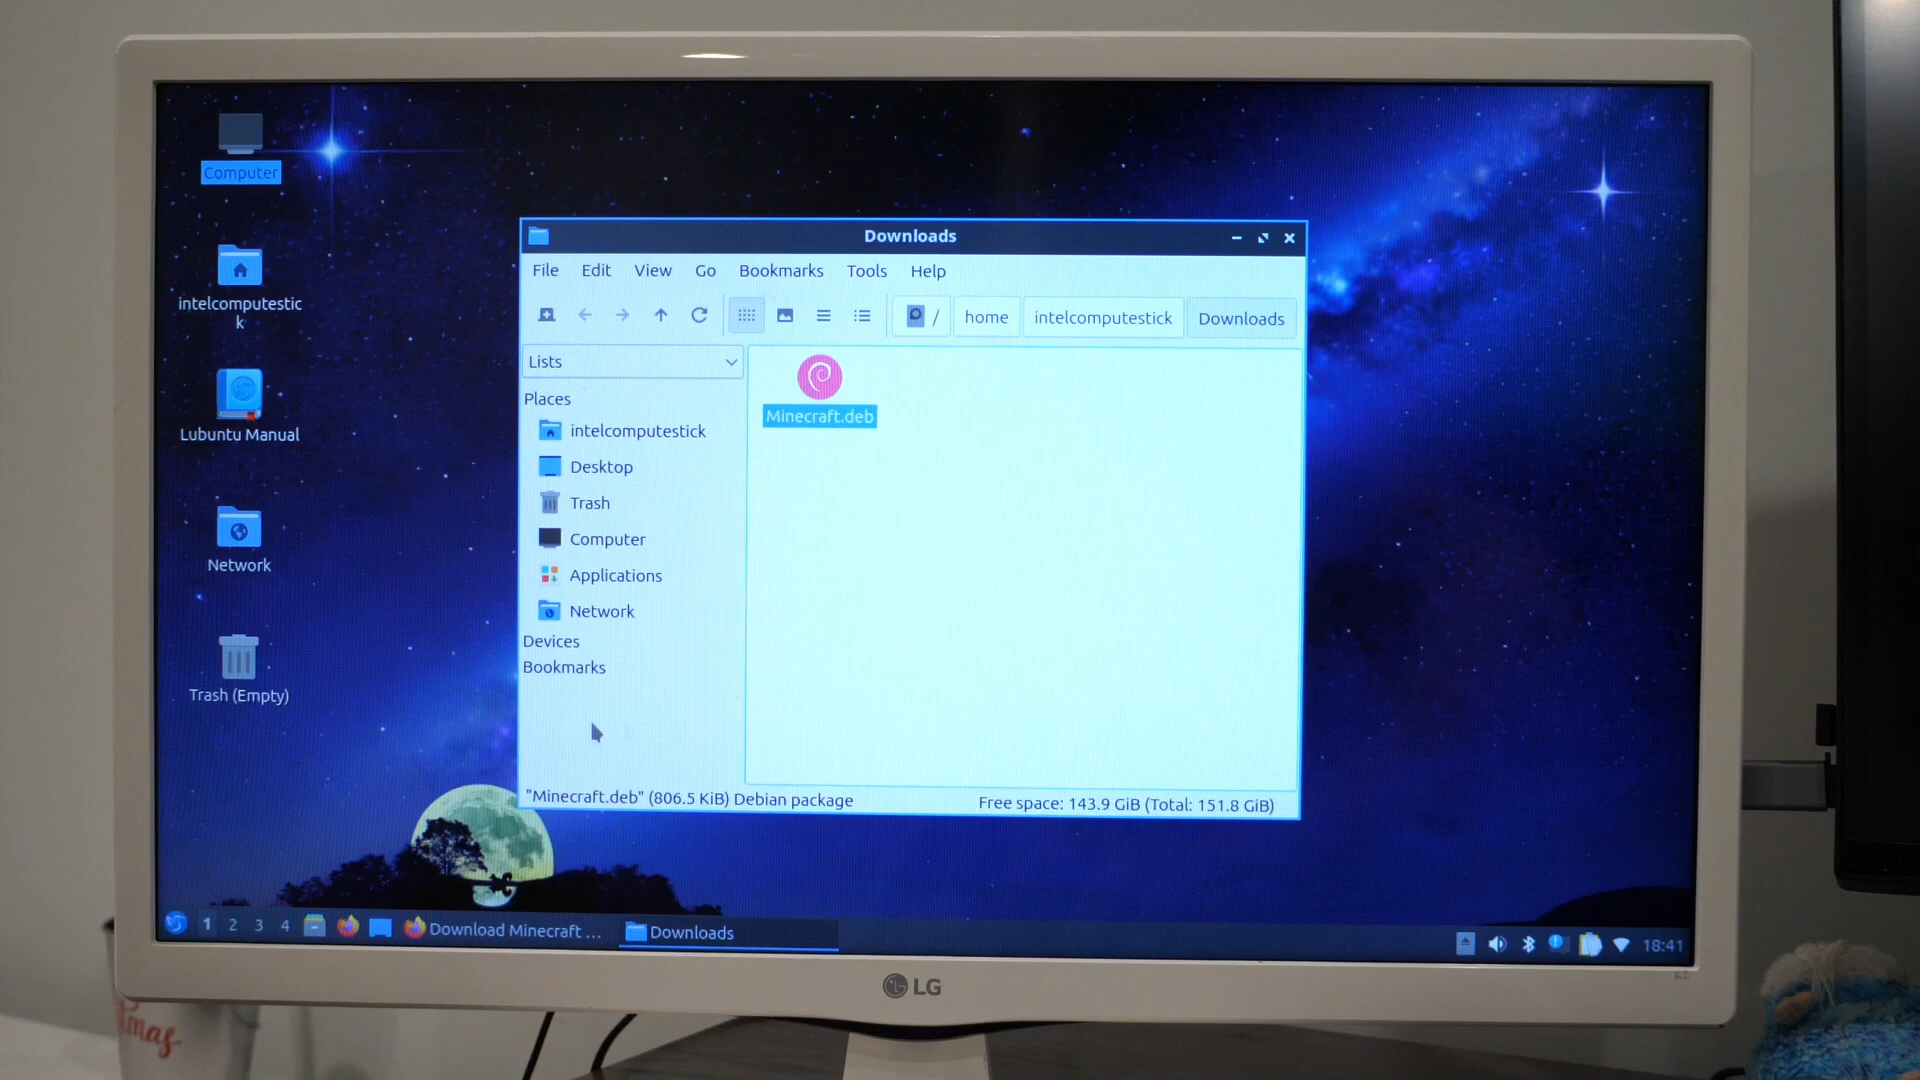 Computer
intelcomputestic
k
Lubuntu Manual
Network
Trash (Empty)
Downloads
File Edit View Go Bookmarks Tools Help
/ home intelcomputestick Downloads
Lists
Places
intelcomputestick
Desktop
Trash
Computer
Applications
Network
Devices
Bookmarks
Minecraft.deb
"Minecraft.deb" (806.5 KiB) Debian package
Free space: 143.9 GiB (Total: 151.8 GiB)
1 2 3 4 Download Minecraft ... Downloads 18:41
LG